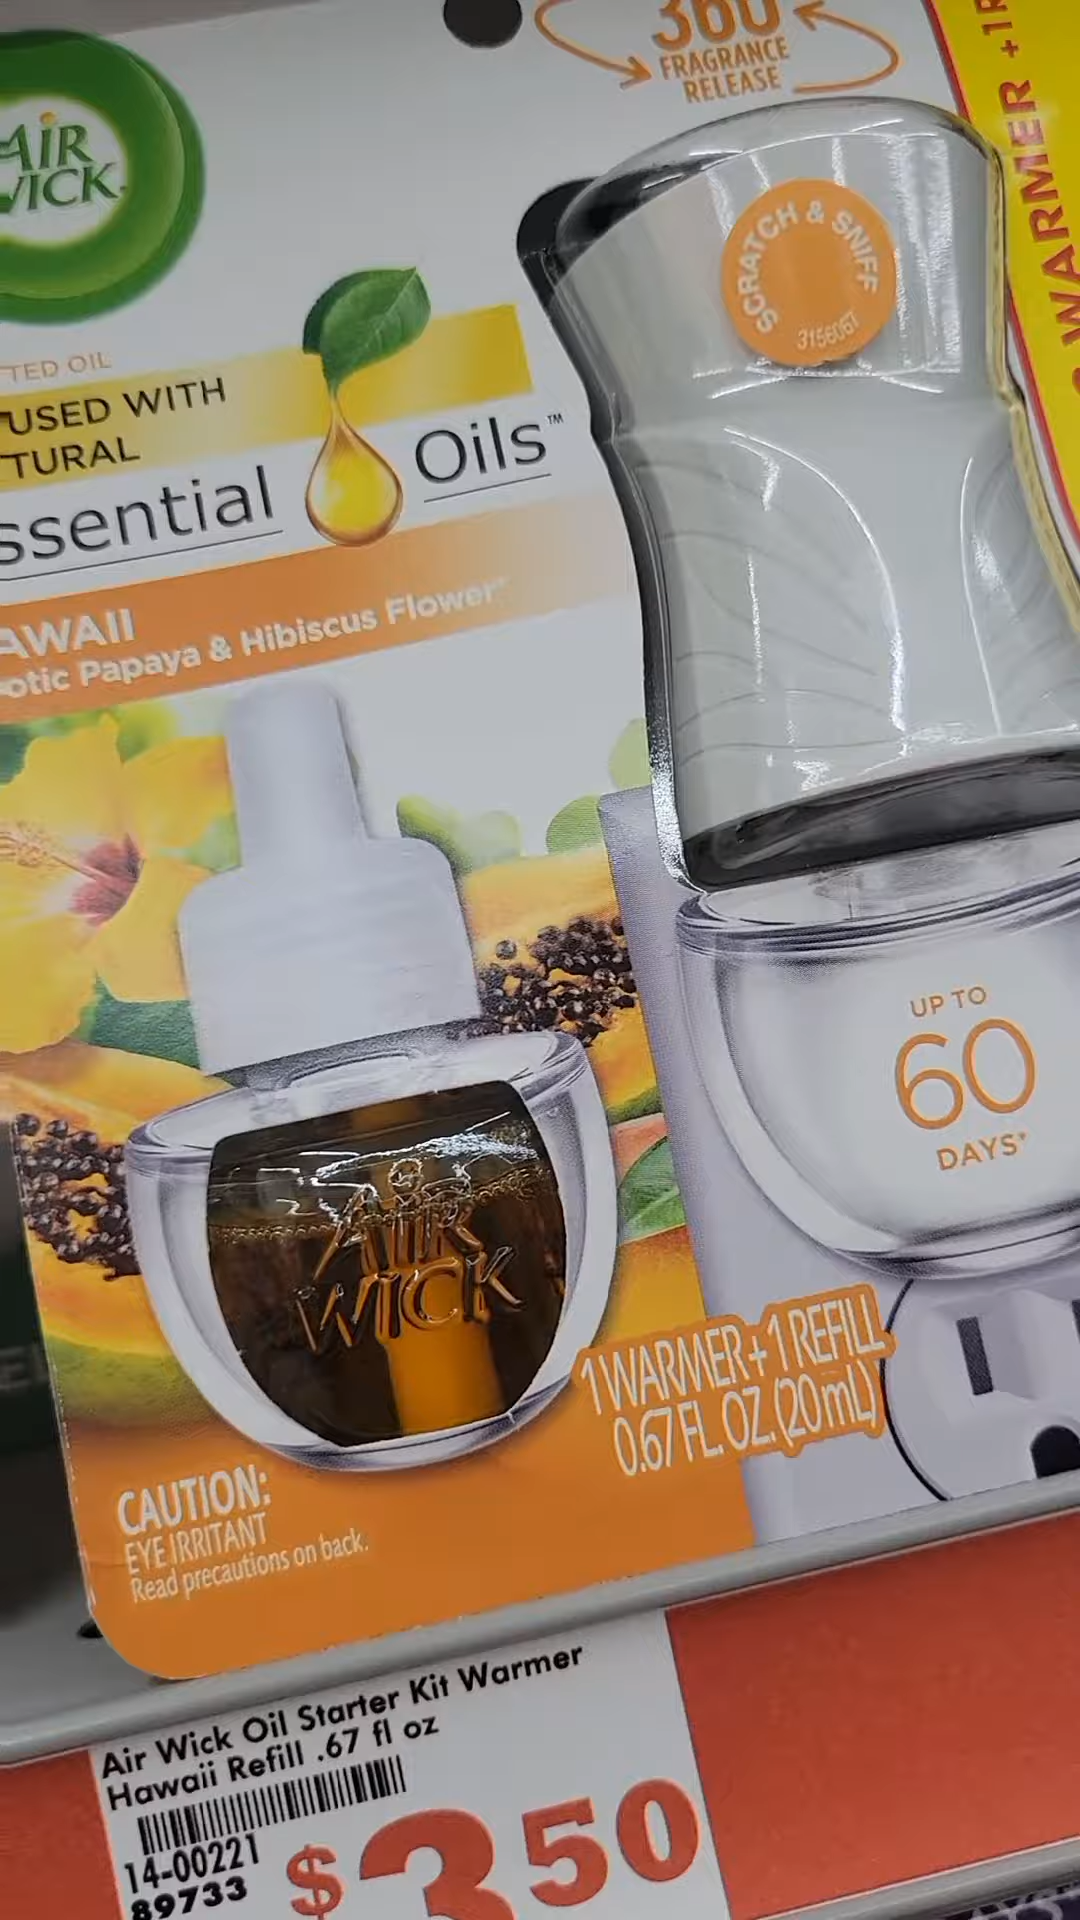 360
FRAGRANCE
RELEASE
WARMER +1R
AIR
WICK
SCRATCH & SNIFF
3156067
TED OIL
USED WITH
TURAL
ssential Oils™
AWAII
otic Papaya & Hibiscus Flower
UP TO
60
DAYS*
AIR
WICK
1 WARMER + 1 REFILL
0.67 FL. OZ. (20 mL)
CAUTION:
EYE IRRITANT
Read precautions on back.
Air Wick Oil Starter Kit Warmer
Hawaii Refill .67 fl oz
14-00221
89733
$3.50